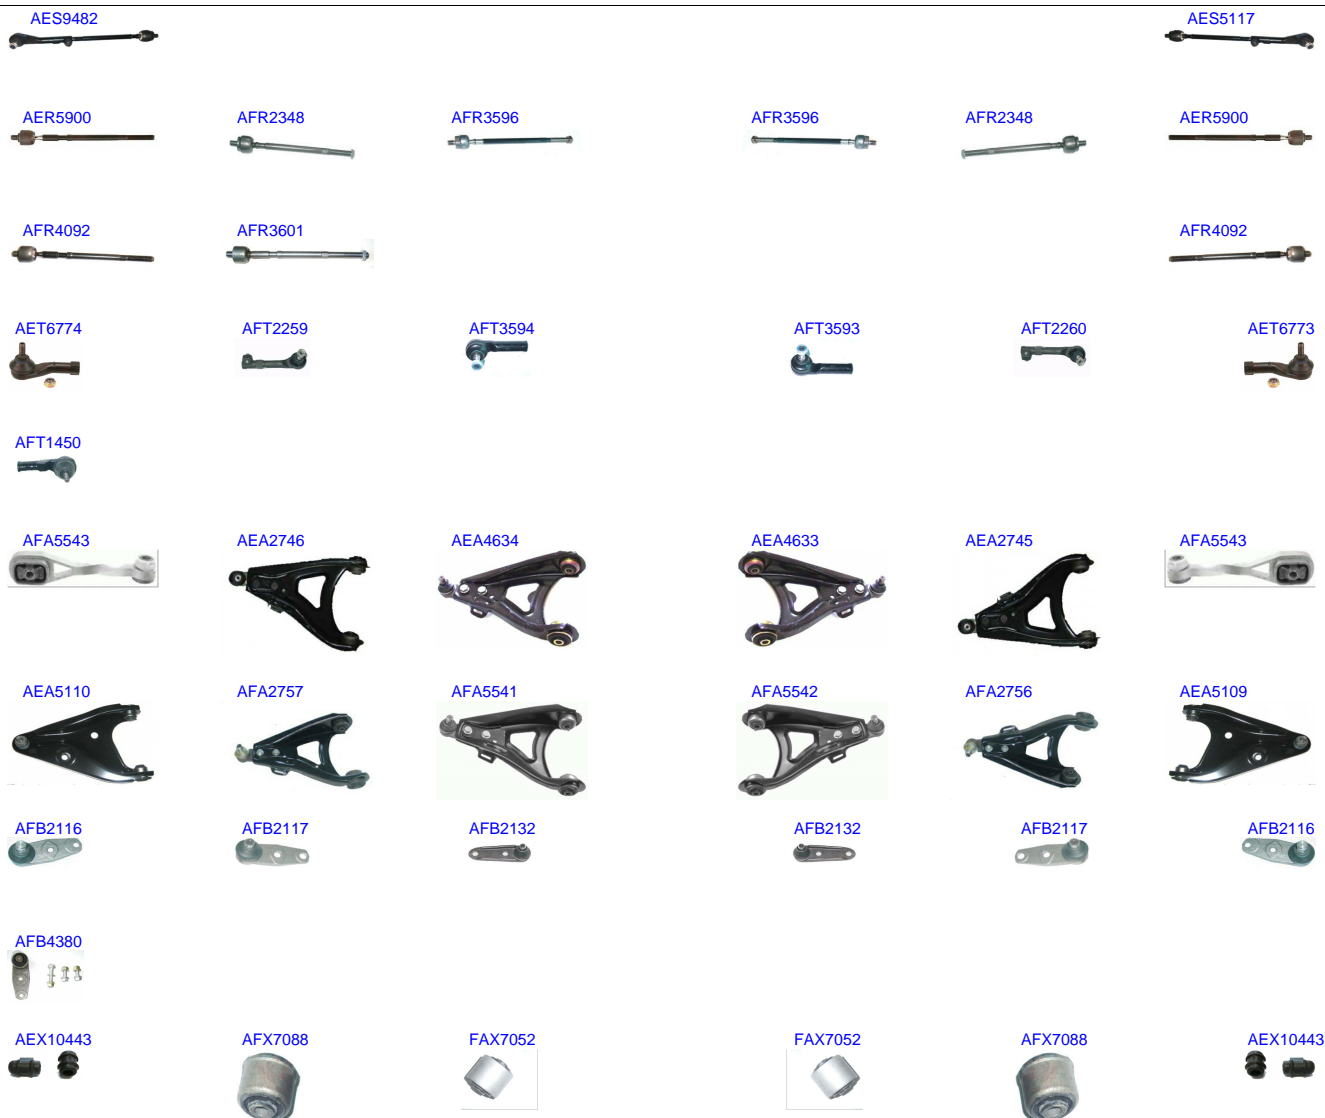 AES9482 AES5117
AER5900 AFR2348 AFR3596 AFR3596 AFR2348 AER5900
AFR4092 AFR3601 AFR4092
AET6774 AFT2259 AFT3594 AFT3593 AFT2260 AET6773
AFT1450
AFA5543 AEA2746 AEA4634 AEA4633 AEA2745 AFA5543
AEA5110 AFA2757 AFA5541 AFA5542 AFA2756 AEA5109
AFB2116 AFB2117 AFB2132 AFB2132 AFB2117 AFB2116
AFB4380
AEX10443 AFX7088 FAX7052 FAX7052 AFX7088 AEX10443